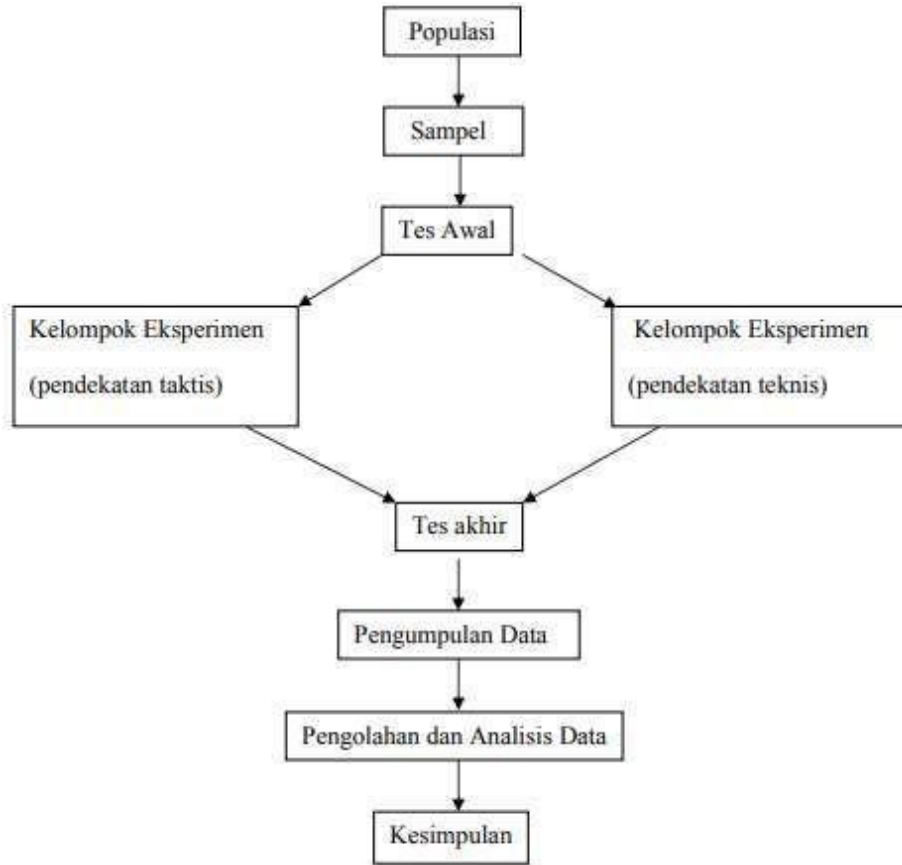 Populasi
Sampel
Tes Awal
Kelompok Eksperimen
(pendekatan taktis)
Kelompok Eksperimen
(pendekatan teknis)
Tes akhir
Pengumpulan Data
Pengolahan dan Analisis Data
Kesimpulan